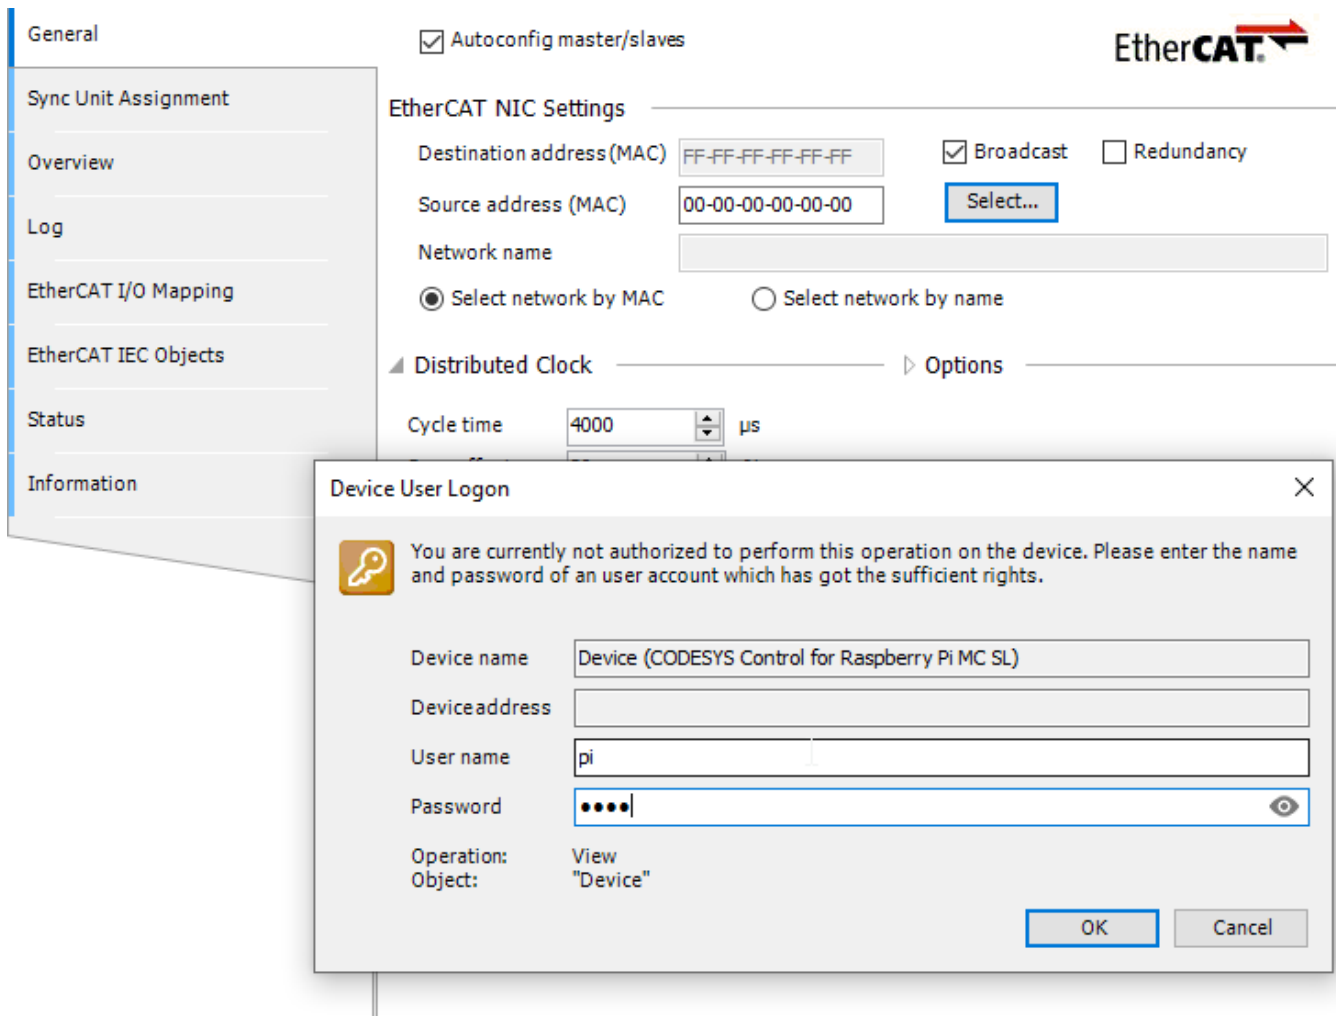 General
Sync Unit Assignment
Overview
Log
EtherCAT I/O Mapping
EtherCAT IEC Objects
Status
Information
Autoconfig master/slaves
EtherCAT.
EtherCAT NIC Settings
Destination address (MAC) FF-FF-FF-FF-FF-FF Broadcast Redundancy
Source address (MAC) 00-00-00-00-00-00 Select...
Network name
Select network by MAC Select network by name
Distributed Clock Options
Cycle time 4000 µs
Device User Logon
You are currently not authorized to perform this operation on the device. Please enter the name
and password of an user account which has got the sufficient rights.
Device name Device (CODESYS Control for Raspberry Pi MC SL)
Device address
User name pi
Password ••••
Operation: View
Object: "Device"
OK Cancel